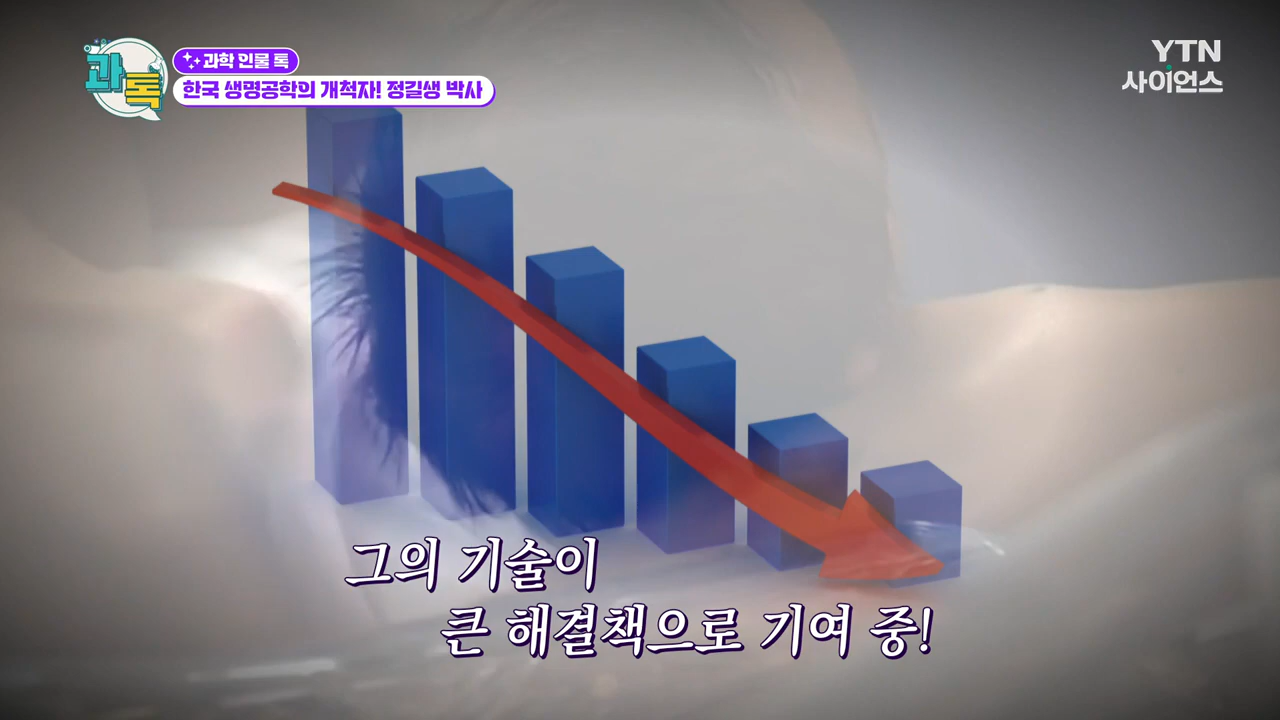 과톡
과학 인물 톡
한국 생명공학의 개척자! 정길생 박사
YTN
사이언스
그의 기술이
큰 해결책으로 기여 중!